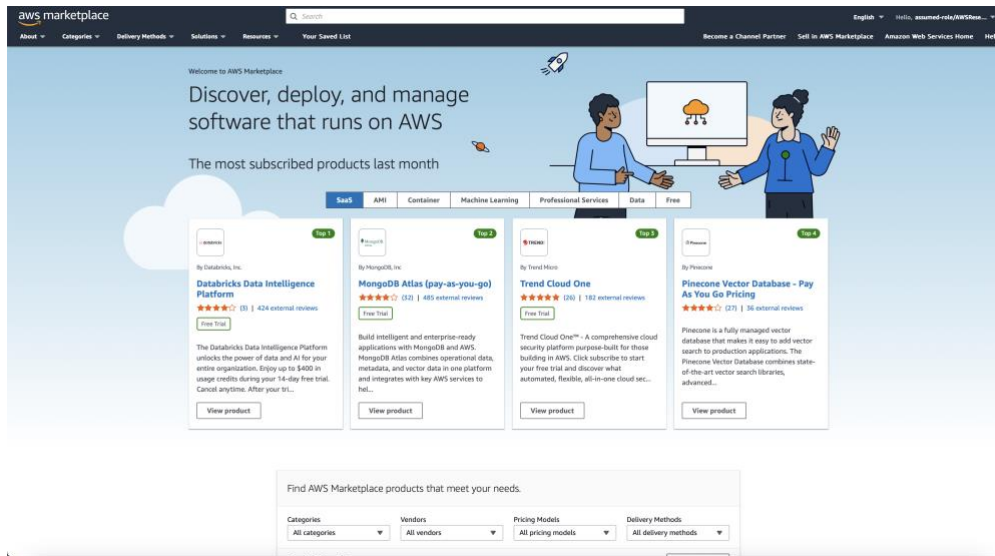 aws marketplace
Search
English
Hello, assumed-role/AWSRese...
About
Categories
Delivery Methods
Solutions
Resources
Your Saved List
Become a Channel Partner
Sell in AWS Marketplace
Amazon Web Services Home
Hel
Welcome to AWS Marketplace
Discover, deploy, and manage
software that runs on AWS
The most subscribed products last month
SaaS
AMI
Container
Machine Learning
Professional Services
Data
Free
Top 1
By Databricks, Inc.
Databricks Data Intelligence
Platform
(3) | 424 external reviews
Free Trial
The Databricks Data Intelligence Platform
unlocks the power of data and AI for your
entire organization. Enjoy up to $400 in
usage credits during your 14-day free trial.
Cancel anytime. After your tri...
View product
MongoDB
Top 2
By MongoDB, Inc
MongoDB Atlas (pay-as-you-go)
(32) | 485 external reviews
Free Trial
Build intelligent and enterprise-ready
applications with MongoDB and AWS.
MongoDB Atlas combines operational data,
metadata, and vector data in one platform
and integrates with key AWS services to
hel...
View product
TREND
Top 3
By Trend Micro
Trend Cloud One
(26) | 182 external reviews
Free Trial
Trend Cloud One™ - A comprehensive cloud
security platform purpose-built for those
building in AWS. Click subscribe to start
your free trial and discover what
automated, flexible, all-in-one cloud sec...
View product
Pinecone
Top 4
By Pinecone
Pinecone Vector Database - Pay
As You Go Pricing
(27) | 36 external reviews
Pinecone is a fully managed vector
database that makes it easy to add vector
search to production applications. The
Pinecone Vector Database combines state-
of-the-art vector search libraries,
advanced...
View product
Find AWS Marketplace products that meet your needs.
Categories
All categories
Vendors
All vendors
Pricing Models
All pricing models
Delivery Methods
All delivery methods